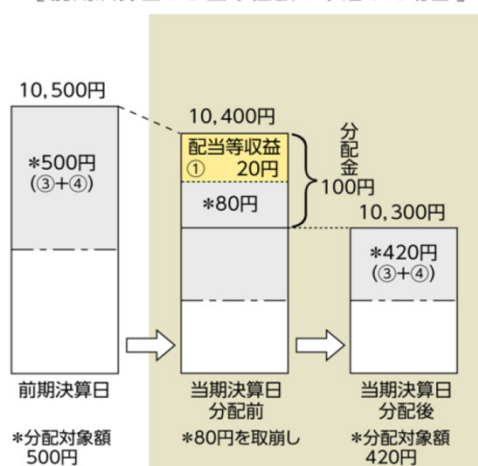 10,500円
*500円
(③+④)
前期決算日
*分配対象額
500円
10,400円
配当等収益
① 20円
*80円
分配金
100円
当期決算日
分配前
*80円を取崩し
10,300円
*420円
(③+④)
当期決算日
分配後
*分配対象額
420円